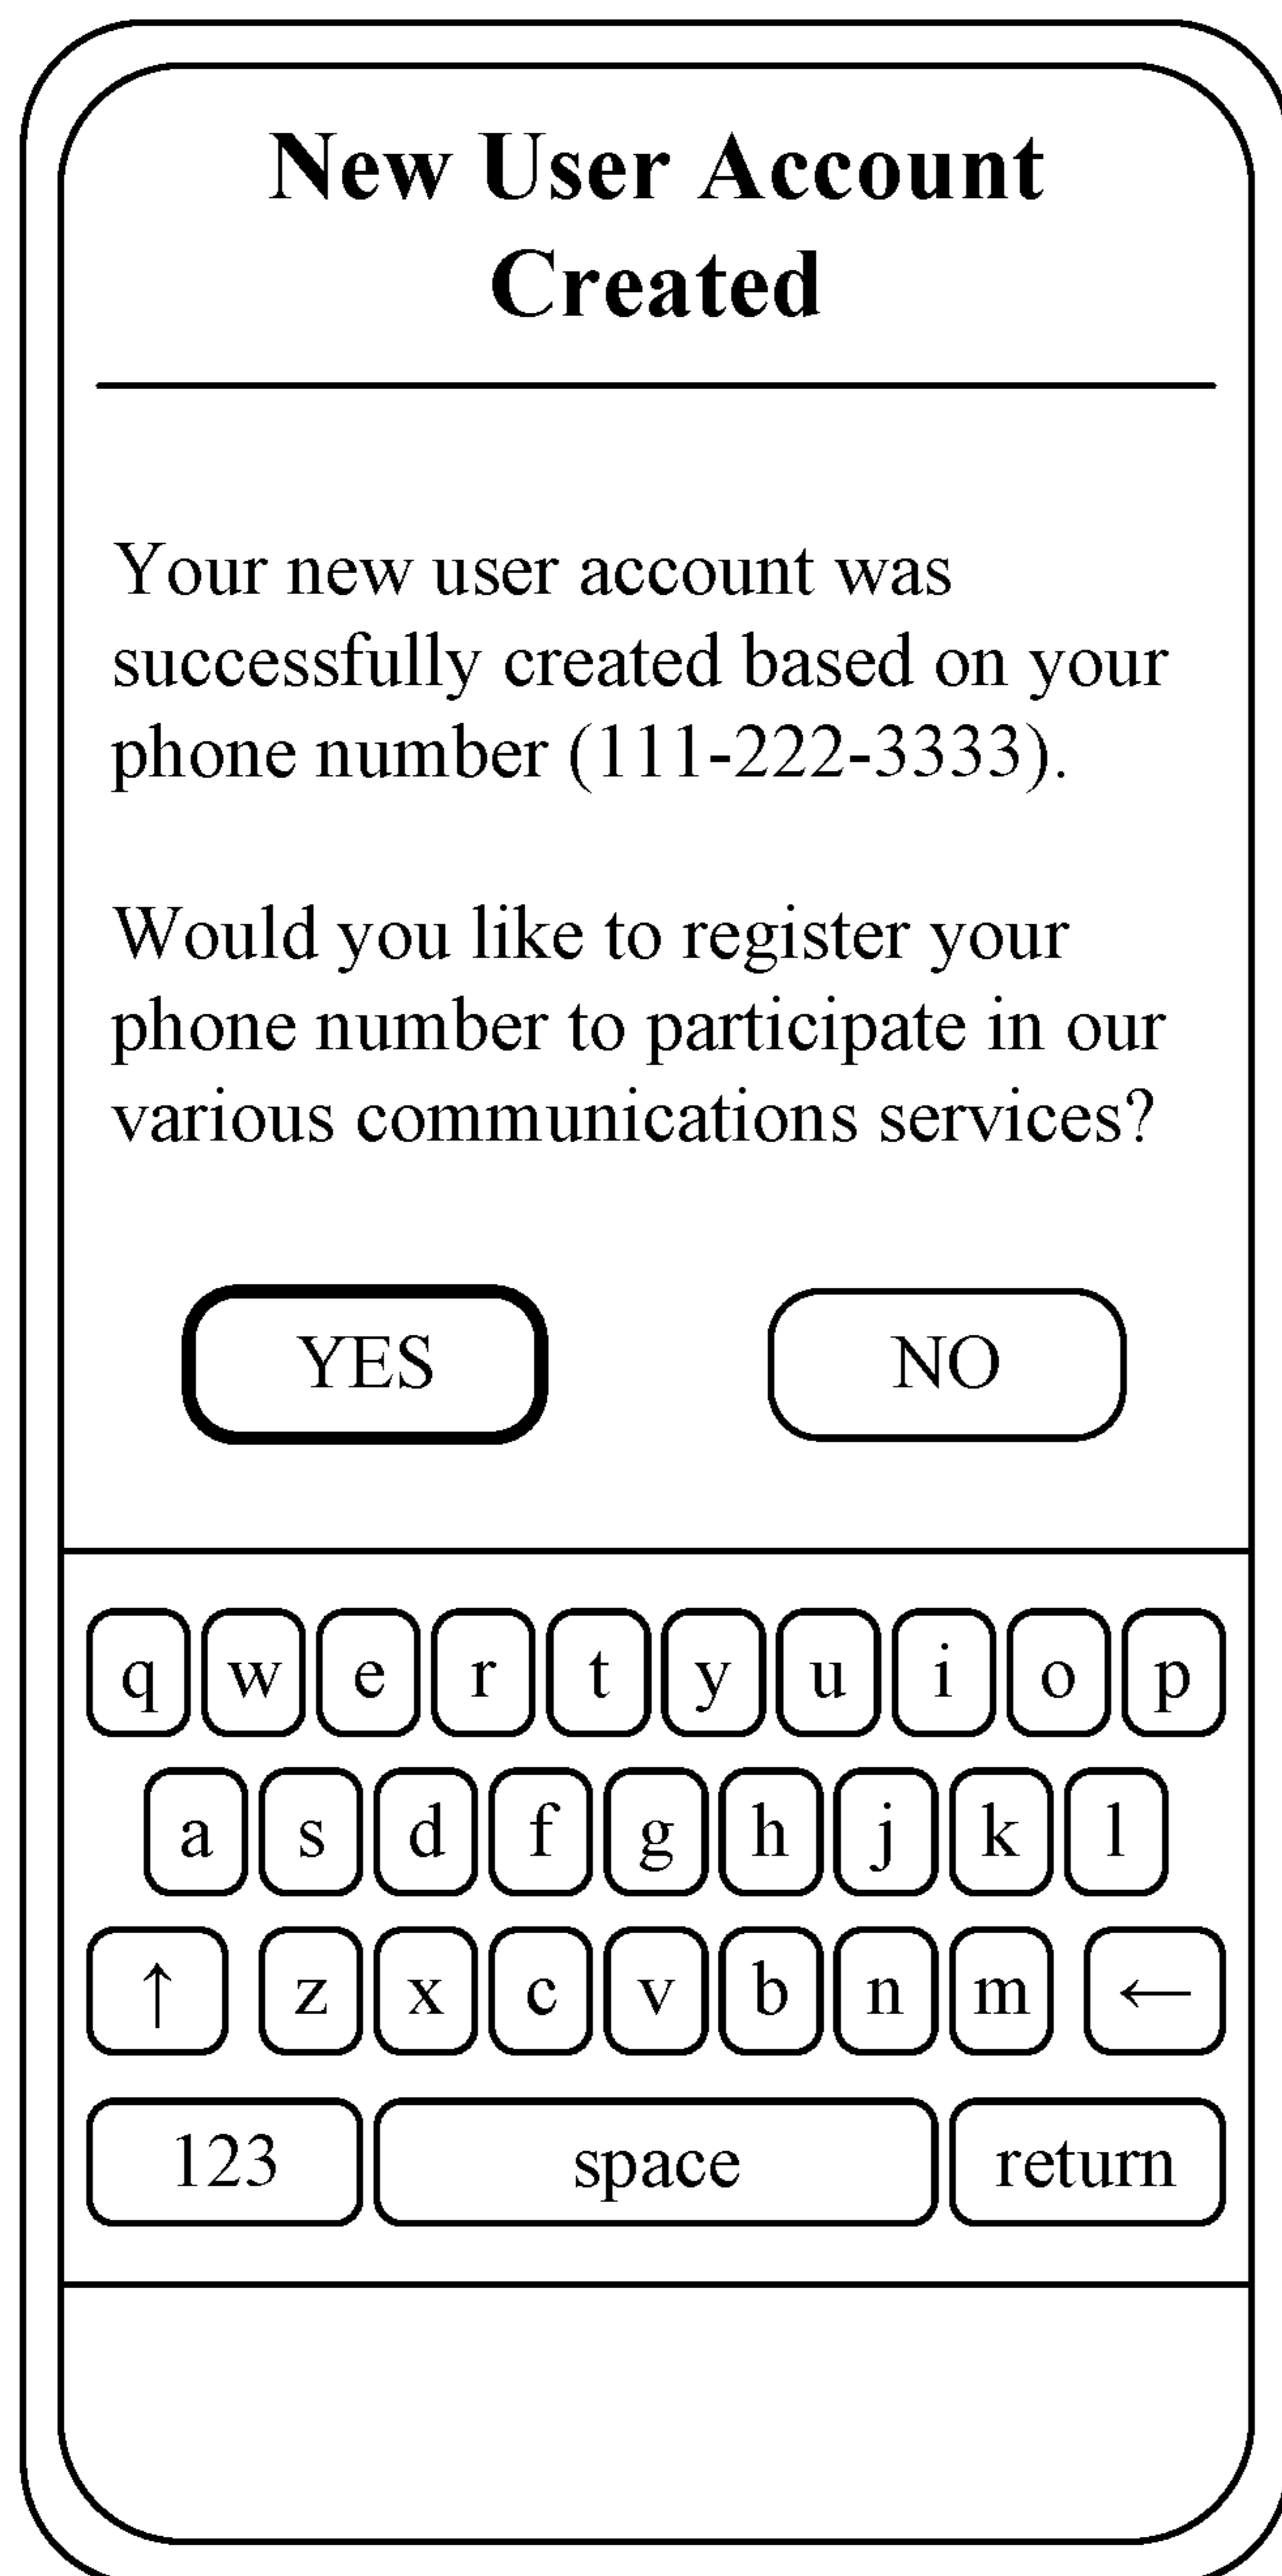 New User Account
Created
Your new user account was
successfully created based on your
phone number (111-222-3333).
Would you like to register your
phone number to participate in our
various communications services?
YES NO
q w e r t y u i o p
a s d f g h j k l
↑ z x c v b n m ←
123 space return